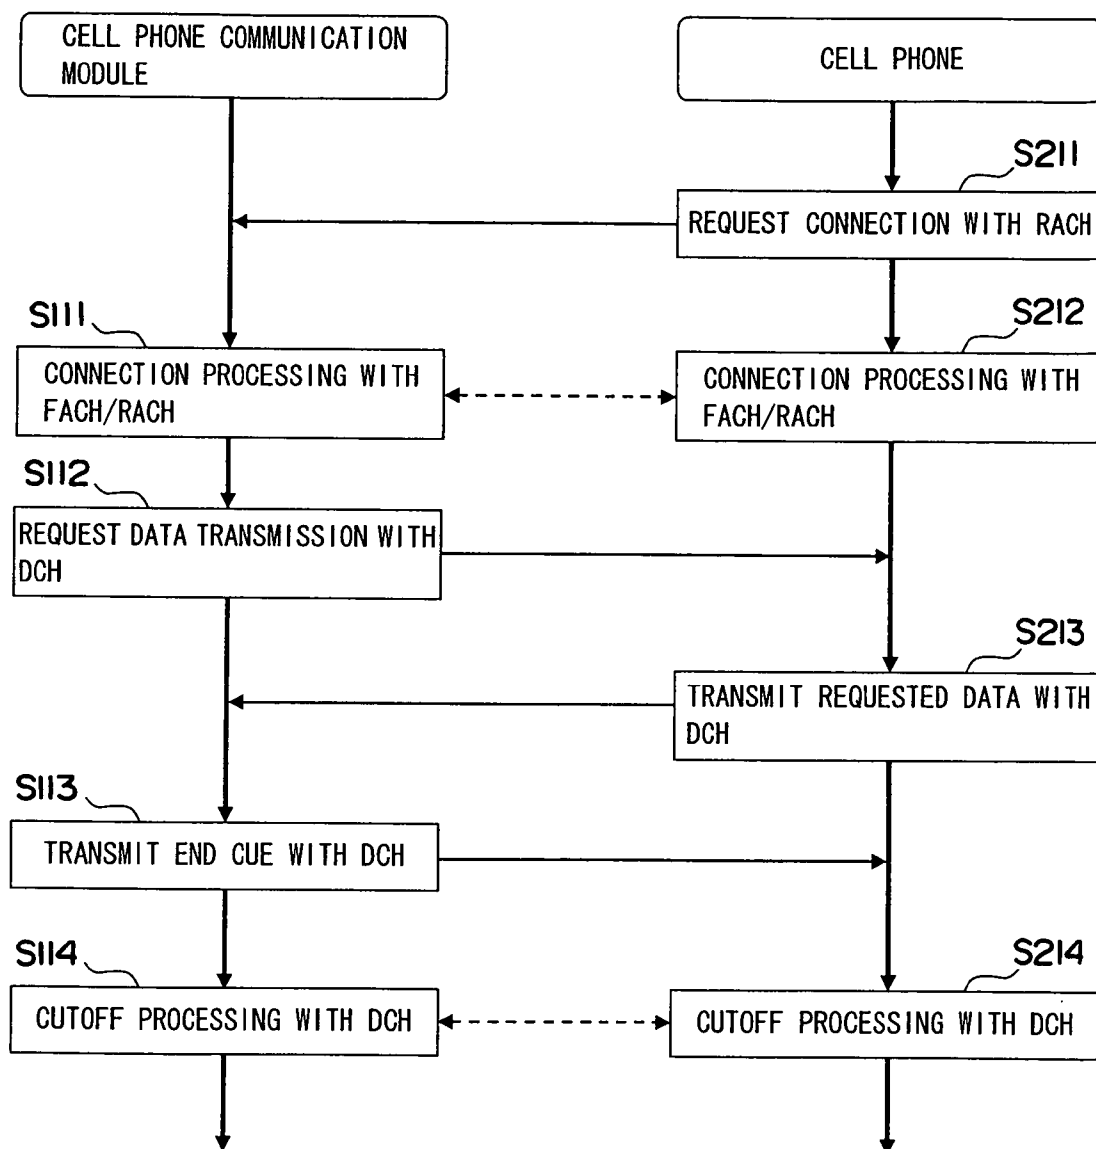 CELL PHONE COMMUNICATION
MODULE
CELL PHONE
S211
REQUEST CONNECTION WITH RACH
S111
CONNECTION PROCESSING WITH
FACH/RACH
S212
CONNECTION PROCESSING WITH
FACH/RACH
S112
REQUEST DATA TRANSMISSION WITH
DCH
S213
TRANSMIT REQUESTED DATA WITH
DCH
S113
TRANSMIT END CUE WITH DCH
S114
CUTOFF PROCESSING WITH DCH
S214
CUTOFF PROCESSING WITH DCH